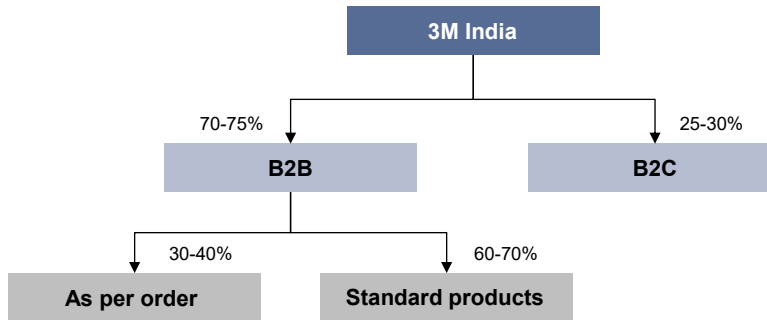 3M India
70-75%
25-30%
B2B
B2C
30-40%
60-70%
As per order
Standard products